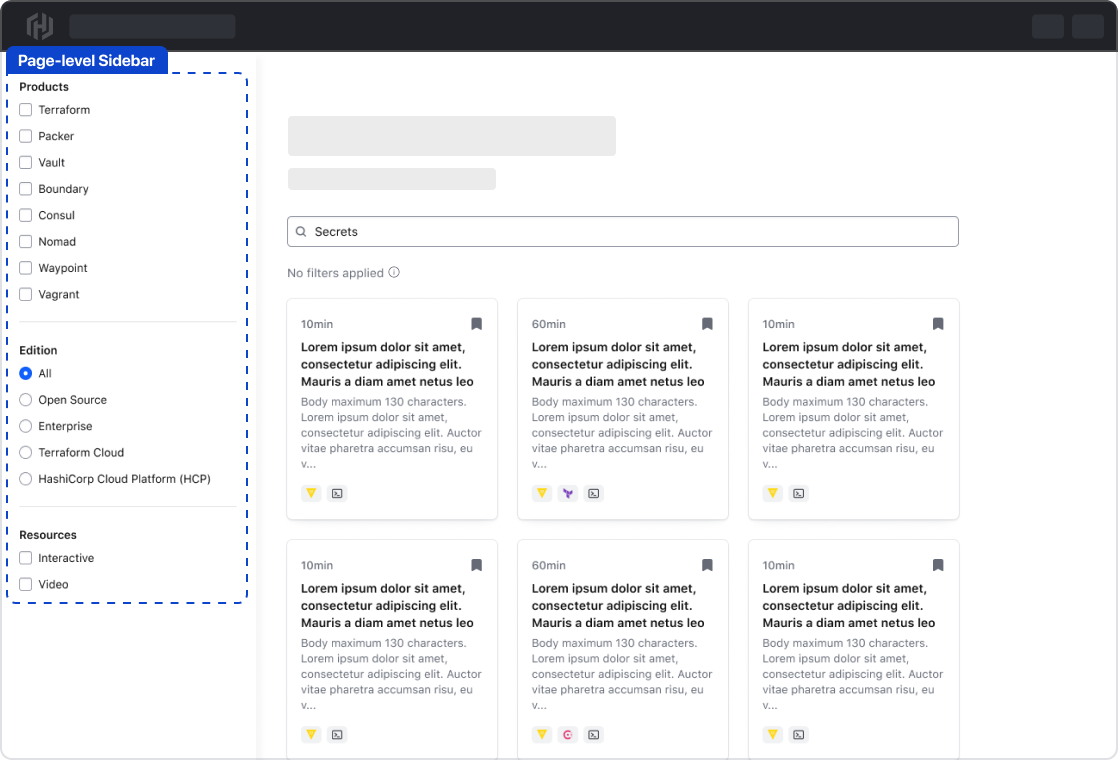 Page-level Sidebar
Products
Terraform
Packer
Vault
Boundary
Consul
Nomad
Waypoint
Vagrant
Edition
All
Open Source
Enterprise
Terraform Cloud
HashiCorp Cloud Platform (HCP)
Resources
Interactive
Video
Secrets
No filters applied
10min
Lorem ipsum dolor sit amet,
consectetur adipiscing elit.
Mauris a diam amet netus leo
Body maximum 130 characters.
Lorem ipsum dolor sit amet,
consectetur adipiscing elit. Auctor
vitae pharetra accumsan risu, eu
v...
60min
Lorem ipsum dolor sit amet,
consectetur adipiscing elit.
Mauris a diam amet netus leo
Body maximum 130 characters.
Lorem ipsum dolor sit amet,
consectetur adipiscing elit. Auctor
vitae pharetra accumsan risu, eu
v...
10min
Lorem ipsum dolor sit amet,
consectetur adipiscing elit.
Mauris a diam amet netus leo
Body maximum 130 characters.
Lorem ipsum dolor sit amet,
consectetur adipiscing elit. Auctor
vitae pharetra accumsan risu, eu
v...
10min
Lorem ipsum dolor sit amet,
consectetur adipiscing elit.
Mauris a diam amet netus leo
Body maximum 130 characters.
Lorem ipsum dolor sit amet,
consectetur adipiscing elit. Auctor
vitae pharetra accumsan risu, eu
v...
60min
Lorem ipsum dolor sit amet,
consectetur adipiscing elit.
Mauris a diam amet netus leo
Body maximum 130 characters.
Lorem ipsum dolor sit amet,
consectetur adipiscing elit. Auctor
vitae pharetra accumsan risu, eu
v...
10min
Lorem ipsum dolor sit amet,
consectetur adipiscing elit.
Mauris a diam amet netus leo
Body maximum 130 characters.
Lorem ipsum dolor sit amet,
consectetur adipiscing elit. Auctor
vitae pharetra accumsan risu, eu
v...